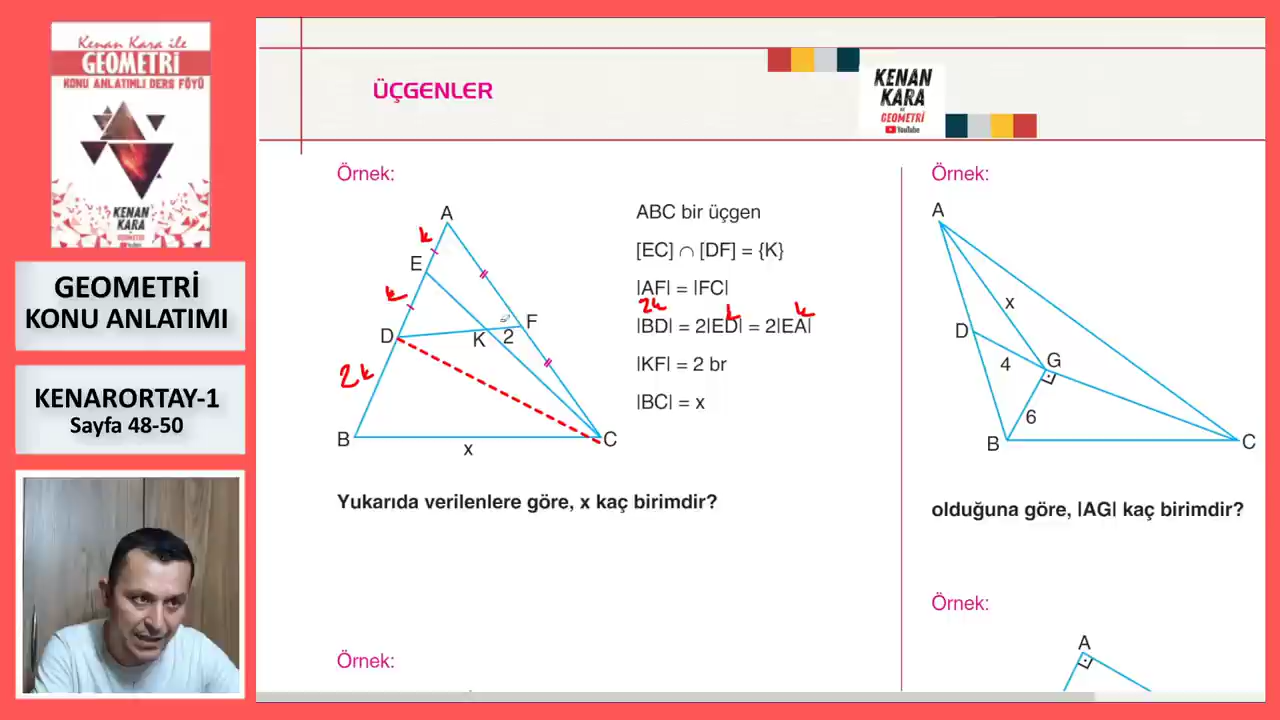 Kenan Kara ile
GEOMETRİ
KONU ANLATIMLI DERS FÖYÜ
KENAN
KARA
GEOMETRİ KONU ANLATIMI
KENARORTAY-1
Sayfa 48-50
ÜÇGENLER
KENAN
KARA
ile
GEOMETRİ
YouTube
Örnek:
A
k
E
k
D
K
2
F
2k
B
x
C
ABC bir üçgen
[EC] ∩ [DF] = {K}
|AF| = |FC|
2k k k
|BD| = 2|ED| = 2|EA|
|KF| = 2 br
|BC| = x
Yukarıda verilenlere göre, x kaç birimdir?
Örnek:
Örnek:
A
x
D
4
G
6
B
C
olduğuna göre, |AG| kaç birimdir?
Örnek:
A